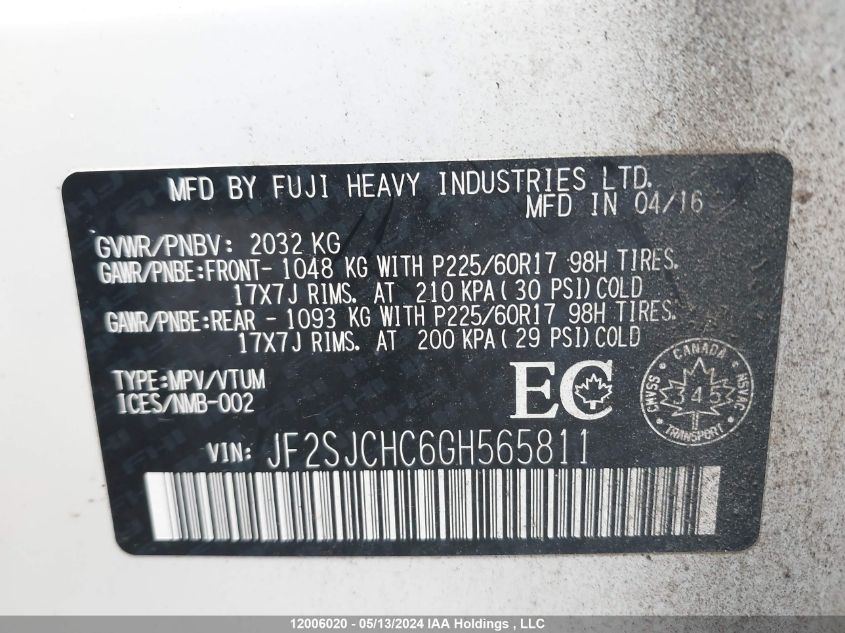 MFD BY FUJI HEAVY INDUSTRIES LTD.
MFD IN 04/16
GVWR/PNBV: 2032 KG
GAWR/PNBE:FRONT- 1048 KG WITH P225/60R17 98H TIRES.
17X7J RIMS. AT 210 KPA( 30 PSI)COLD
GAWR/PNBE:REAR - 1093 KG WITH P225/60R17 98H TIRES.
17X7J RIMS. AT 200 KPA( 29 PSI)COLD
TYPE:MPV/VTUM
ICES/NMB-002
EC
CANADA
CMVSS
345
NSVAC
TRANSPORT
VIN: JF2SJCHC6GH565811
12006020 - 05/13/2024 IAA Holdings , LLC